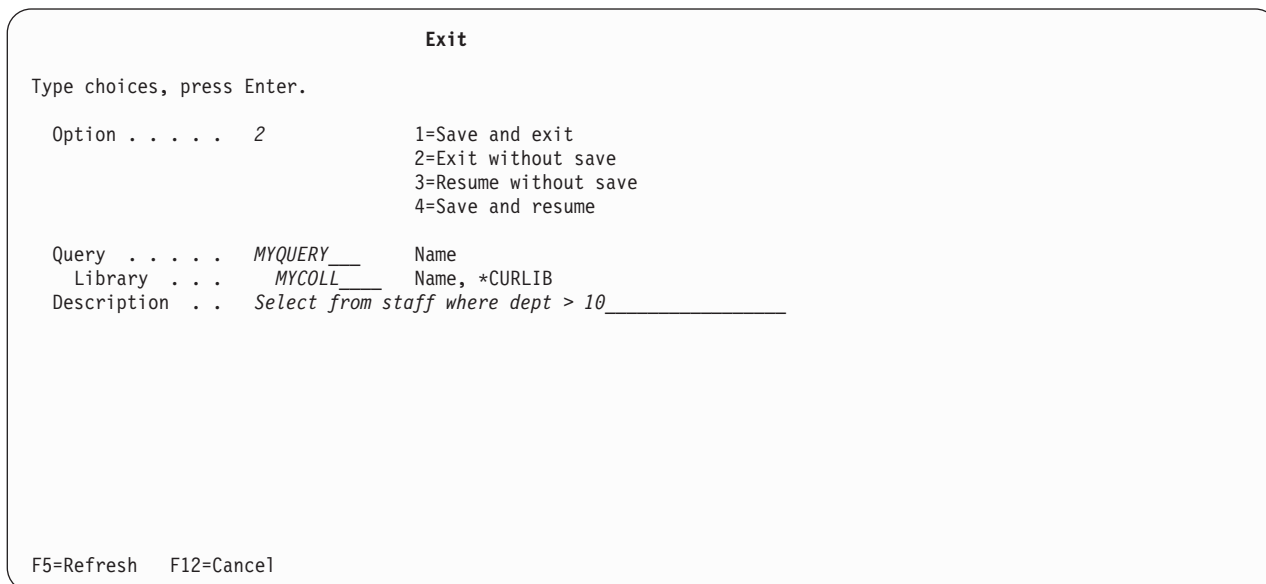 Exit
Type choices, press Enter.
Option . . . . . 2 1=Save and exit
2=Exit without save
3=Resume without save
4=Save and resume
Query . . . . . MYQUERY___ Name
Library . . . MYCOLL____ Name, *CURLIB
Description . . Select from staff where dept > 10_________________
F5=Refresh F12=Cancel